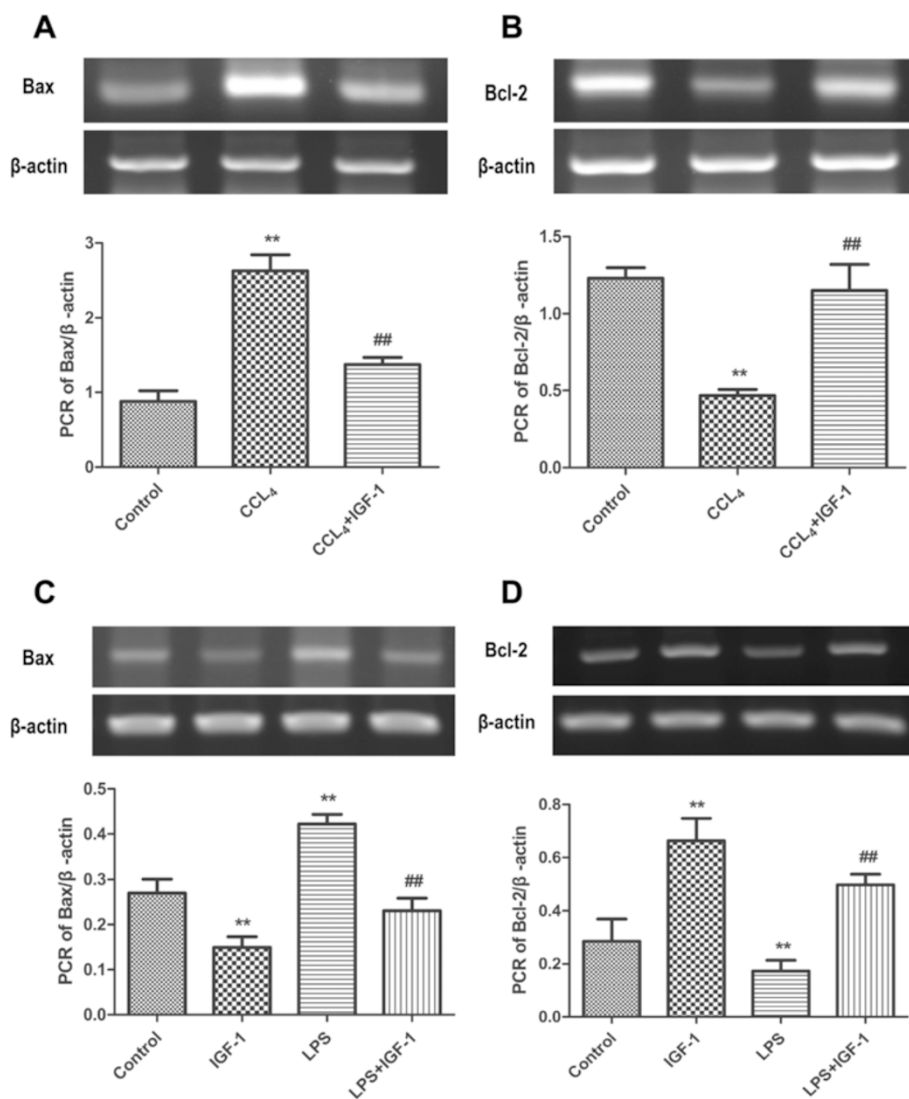 A
Bax
β-actin
PCR of Bax/β -actin
3
2
1
0
**
##
Control
CCL₄
CCL₄+IGF-1
B
Bcl-2
β-actin
PCR of Bcl-2/β -actin
1.5
1.0
0.5
0.0
**
##
Control
CCL₄
CCL₄+IGF-1
C
Bax
β-actin
PCR of Bax/β -actin
0.5
0.4
0.3
0.2
0.1
0.0
**
**
##
Control
IGF-1
LPS
LPS+IGF-1
D
Bcl-2
β-actin
PCR of Bcl-2/β -actin
0.8
0.6
0.4
0.2
0.0
**
**
##
Control
IGF-1
LPS
LPS+IGF-1